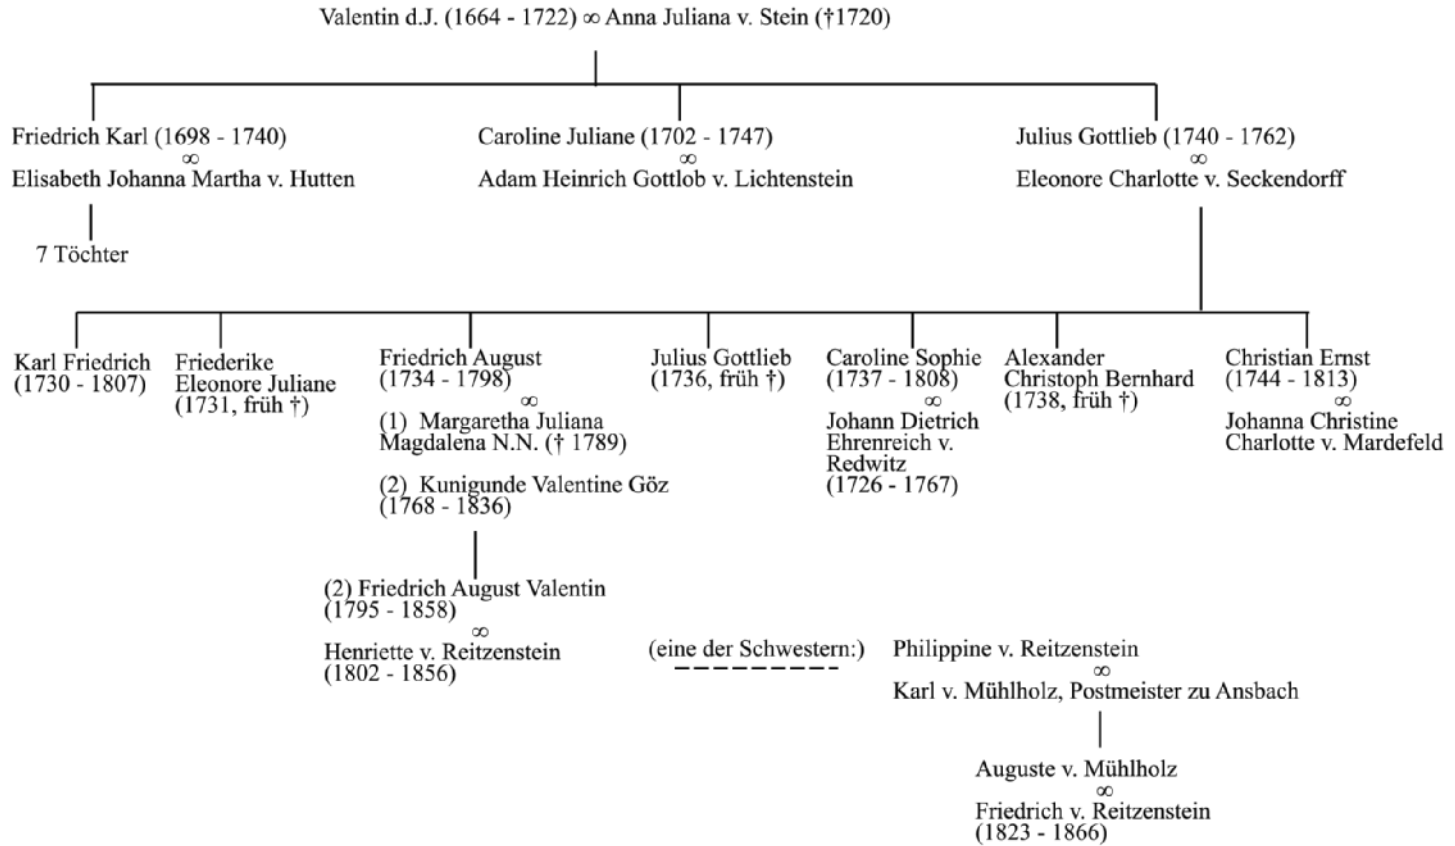 Valentin d.J. (1664 - 1722) ∞ Anna Juliana v. Stein (†1720)
Friedrich Karl (1698 - 1740)
∞
Elisabeth Johanna Martha v. Hutten
7 Töchter
Caroline Juliane (1702 - 1747)
∞
Adam Heinrich Gottlob v. Lichtenstein
Julius Gottlieb (1740 - 1762)
∞
Eleonore Charlotte v. Seckendorff
Karl Friedrich
(1730 - 1807)
Friederike
Eleonore Juliane
(1731, früh †)
Friedrich August
(1734 - 1798)
∞
(1) Margaretha Juliana
Magdalena N.N. († 1789)
(2) Kunigunde Valentine Göz
(1768 - 1836)
Julius Gottlieb
(1736, früh †)
Caroline Sophie
(1737 - 1808)
∞
Johann Dietrich
Ehrenreich v.
Redwitz
(1726 - 1767)
Alexander
Christoph Bernhard
(1738, früh †)
Christian Ernst
(1744 - 1813)
∞
Johanna Christine
Charlotte v. Mardefeld
(2) Friedrich August Valentin
(1795 - 1858)
∞
Henriette v. Reitzenstein
(1802 - 1856)
(eine der Schwestern:)
Philippine v. Reitzenstein
∞
Karl v. Mühlholz, Postmeister zu Ansbach
Auguste v. Mühlholz
∞
Friedrich v. Reitzenstein
(1823 - 1866)